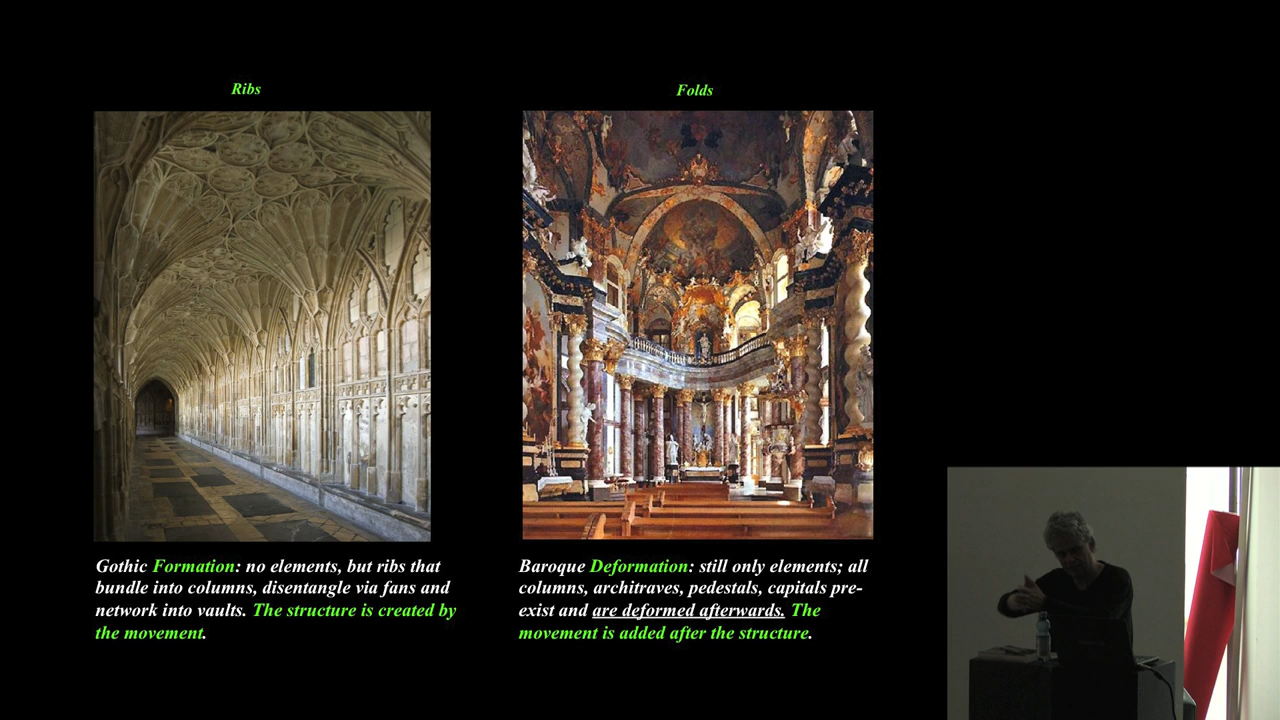 Ribs
Folds
Gothic Formation: no elements, but ribs that
bundle into columns, disentangle via fans and
network into vaults. The structure is created by
the movement.
Baroque Deformation: still only elements; all
columns, architraves, pedestals, capitals pre-
exist and are deformed afterwards. The
movement is added after the structure.